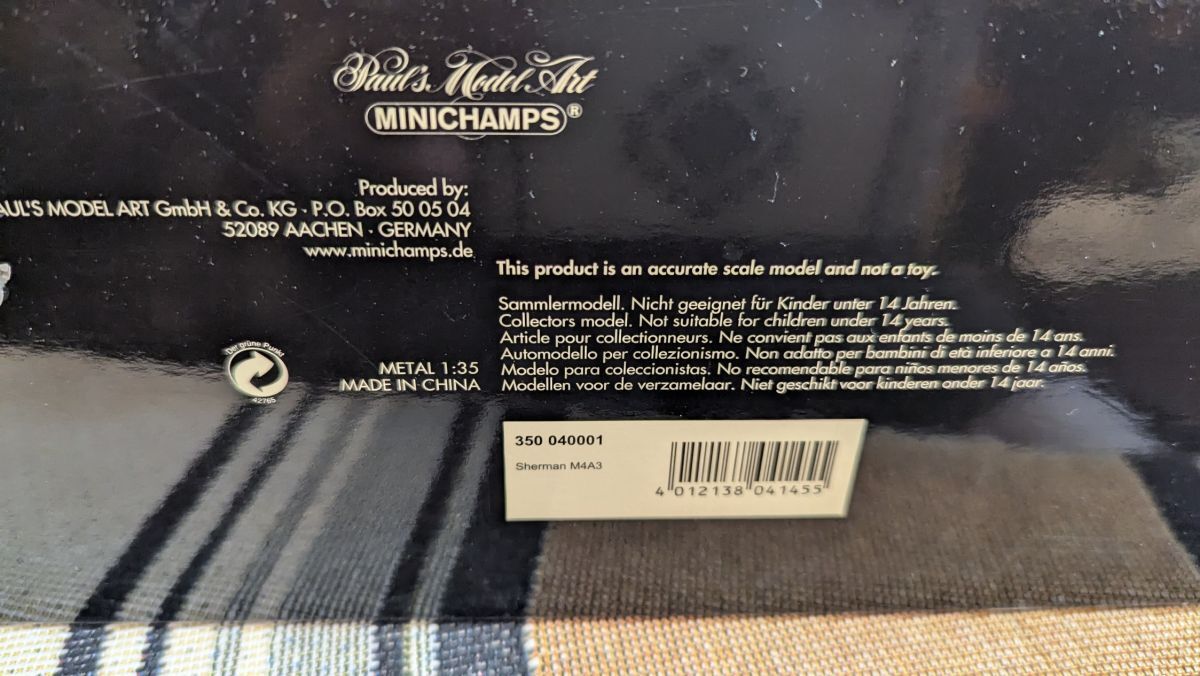 Paul's Model Art
MINICHAMPS®
Produced by:
AUL'S MODEL ART GmbH & Co. KG · P.O. Box 50 05 04
52089 AACHEN · GERMANY
www.minichamps.de
This product is an accurate scale model and not a toy.
Sammlermodell. Nicht geeignet für Kinder unter 14 Jahren.
Collectors model. Not suitable for children under 14 years.
Article pour collectionneurs. Ne convient pas aux enfants de moins de 14 ans.
Automodello per collezionismo. Non adatto per bambini di età inferiore a 14 anni.
Modelo para coleccionistas. No recomendable para niños menores de 14 años.
Modellen voor de verzamelaar. Niet geschikt voor kinderen onder 14 jaar.
Der grüne Punkt
42765
METAL 1:35
MADE IN CHINA
350 040001
Sherman M4A3
4 012138 041455